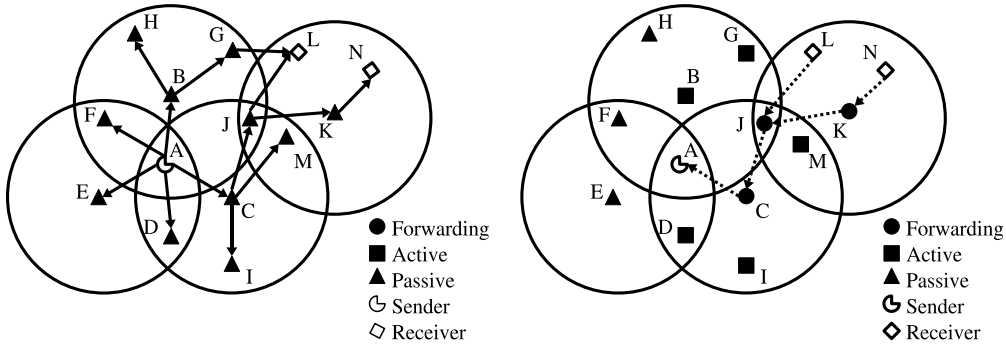 H
G
L
N
B
F
J
K
A
M
E
C
D
I
Forwarding
Active
Passive
Sender
Receiver
H
G
L
N
B
F
J
K
A
M
E
C
D
I
Forwarding
Active
Passive
Sender
Receiver